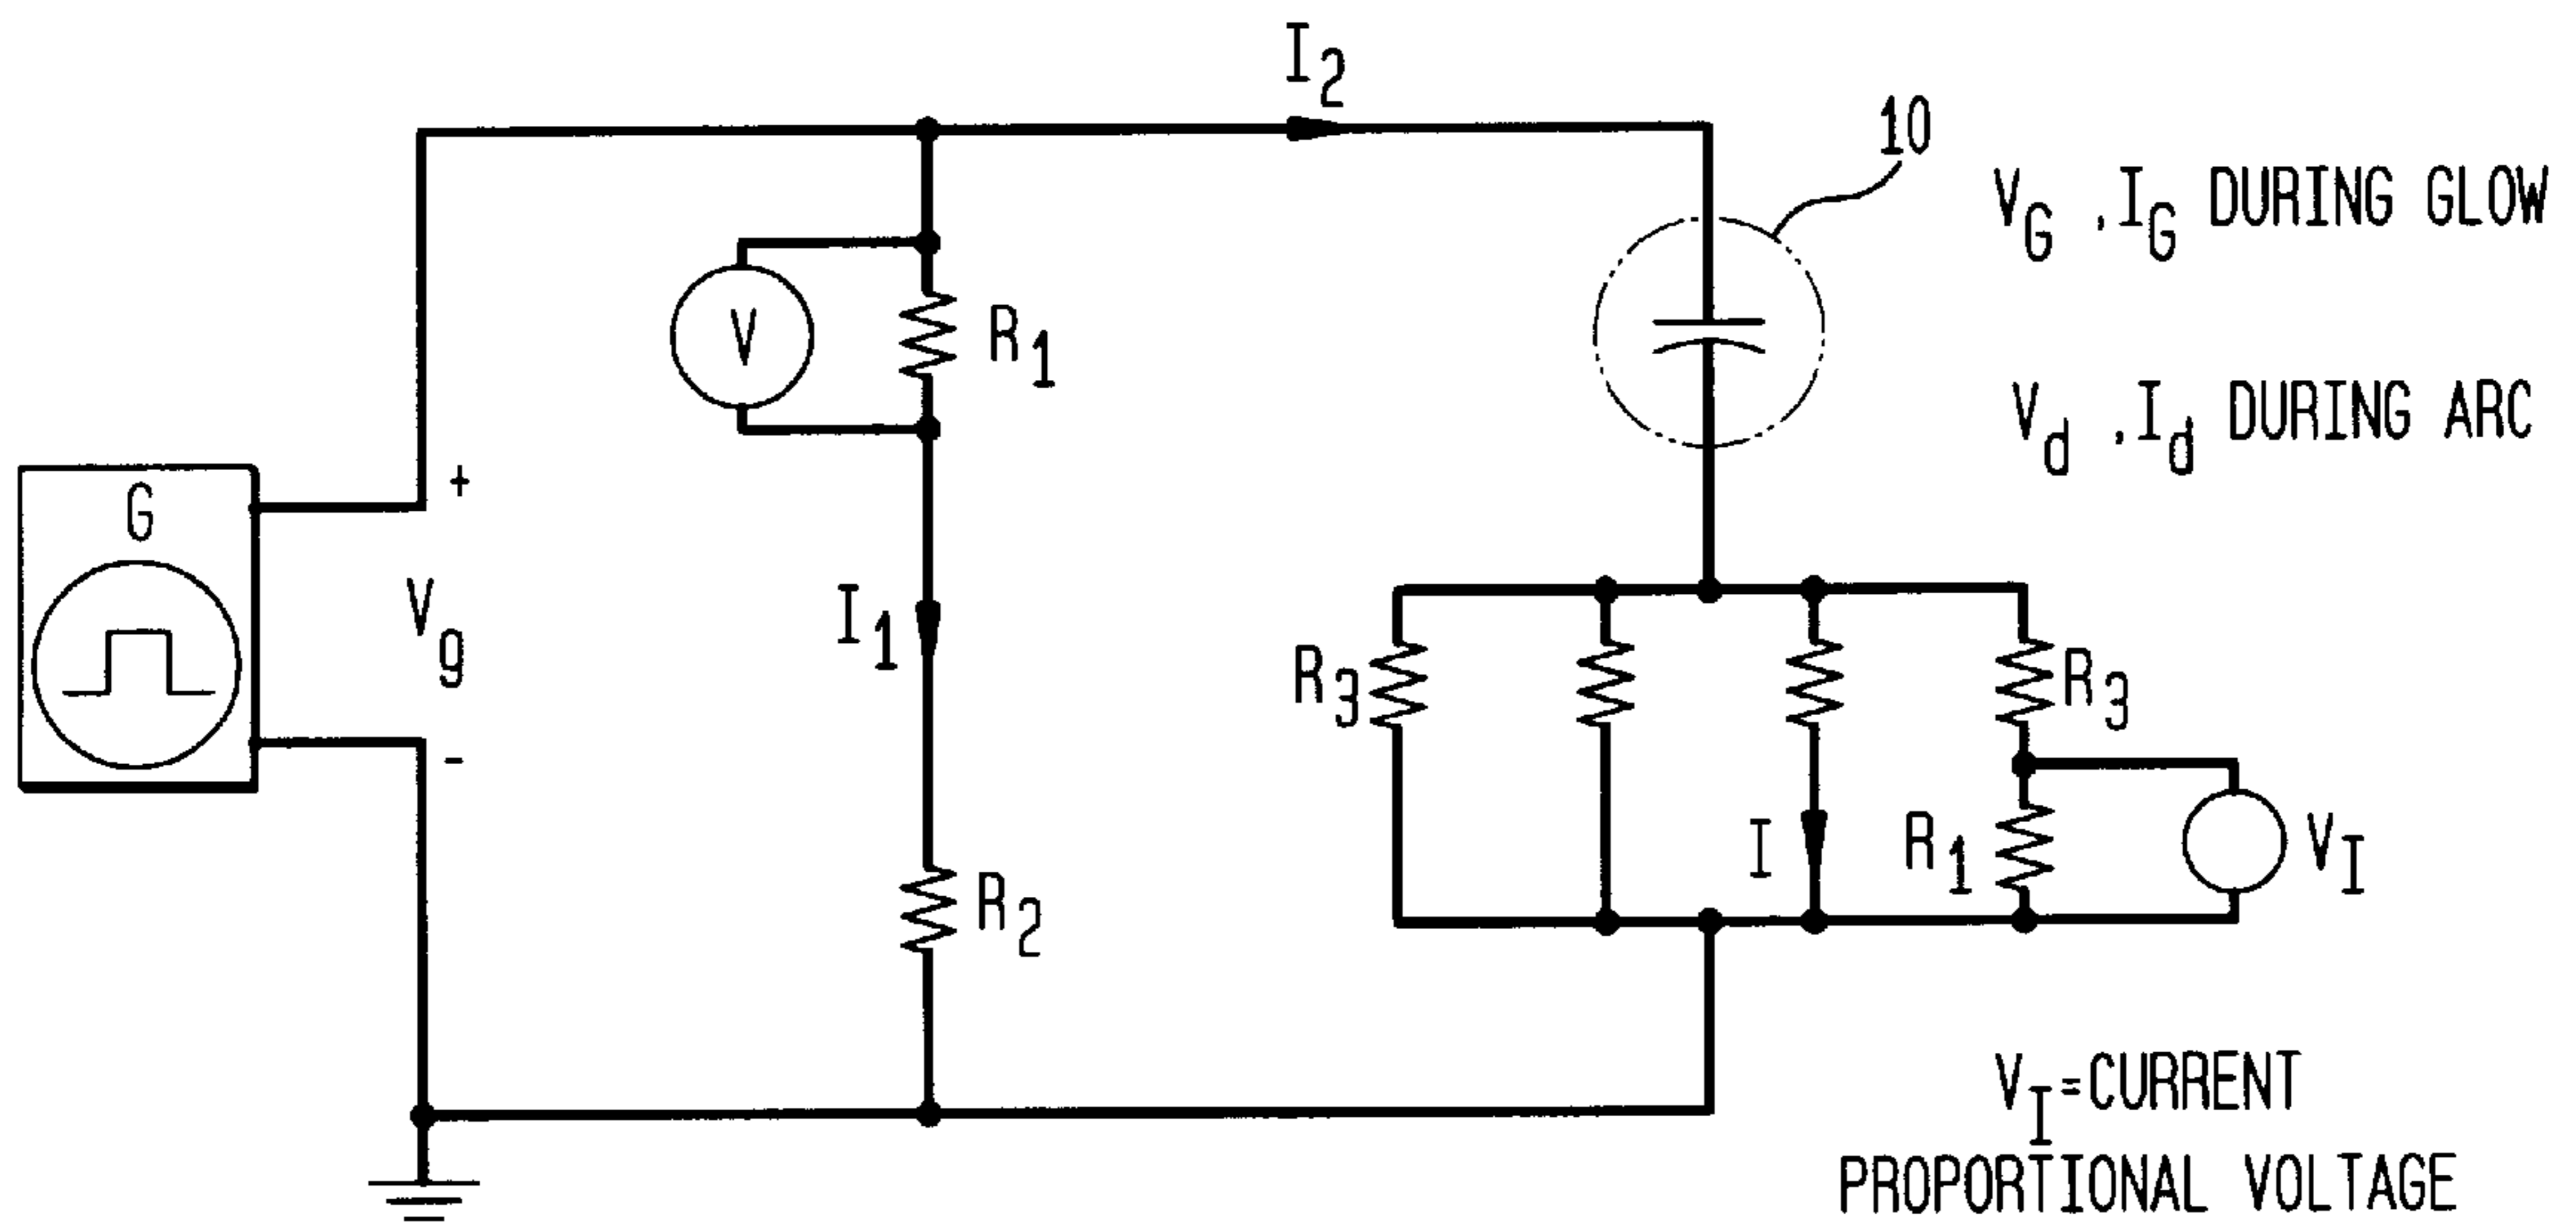 I2
10
VG ,IG DURING GLOW
V
R1
Vd ,Id DURING ARC
G
+
Vg
I1
R3
R3
-
I
R1
VI
R2
VI=CURRENT
PROPORTIONAL VOLTAGE